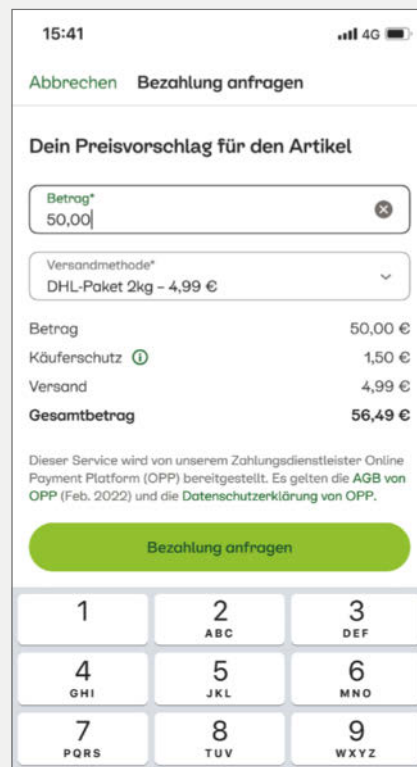 15:41 4G
Abbrechen Bezahlung anfragen
Dein Preisvorschlag für den Artikel
Betrag*
50,00
Versandmethode*
DHL-Paket 2kg – 4,99 €
Betrag 50,00 €
Käuferschutz 1,50 €
Versand 4,99 €
Gesamtbetrag 56,49 €
Dieser Service wird von unserem Zahlungsdienstleister Online
Payment Platform (OPP) bereitgestellt. Es gelten die AGB von
OPP (Feb. 2022) und die Datenschutzerklärung von OPP.
Bezahlung anfragen
1 2 3
ABC DEF
4 5 6
GHI JKL MNO
7 8 9
PQRS TUV WXYZ